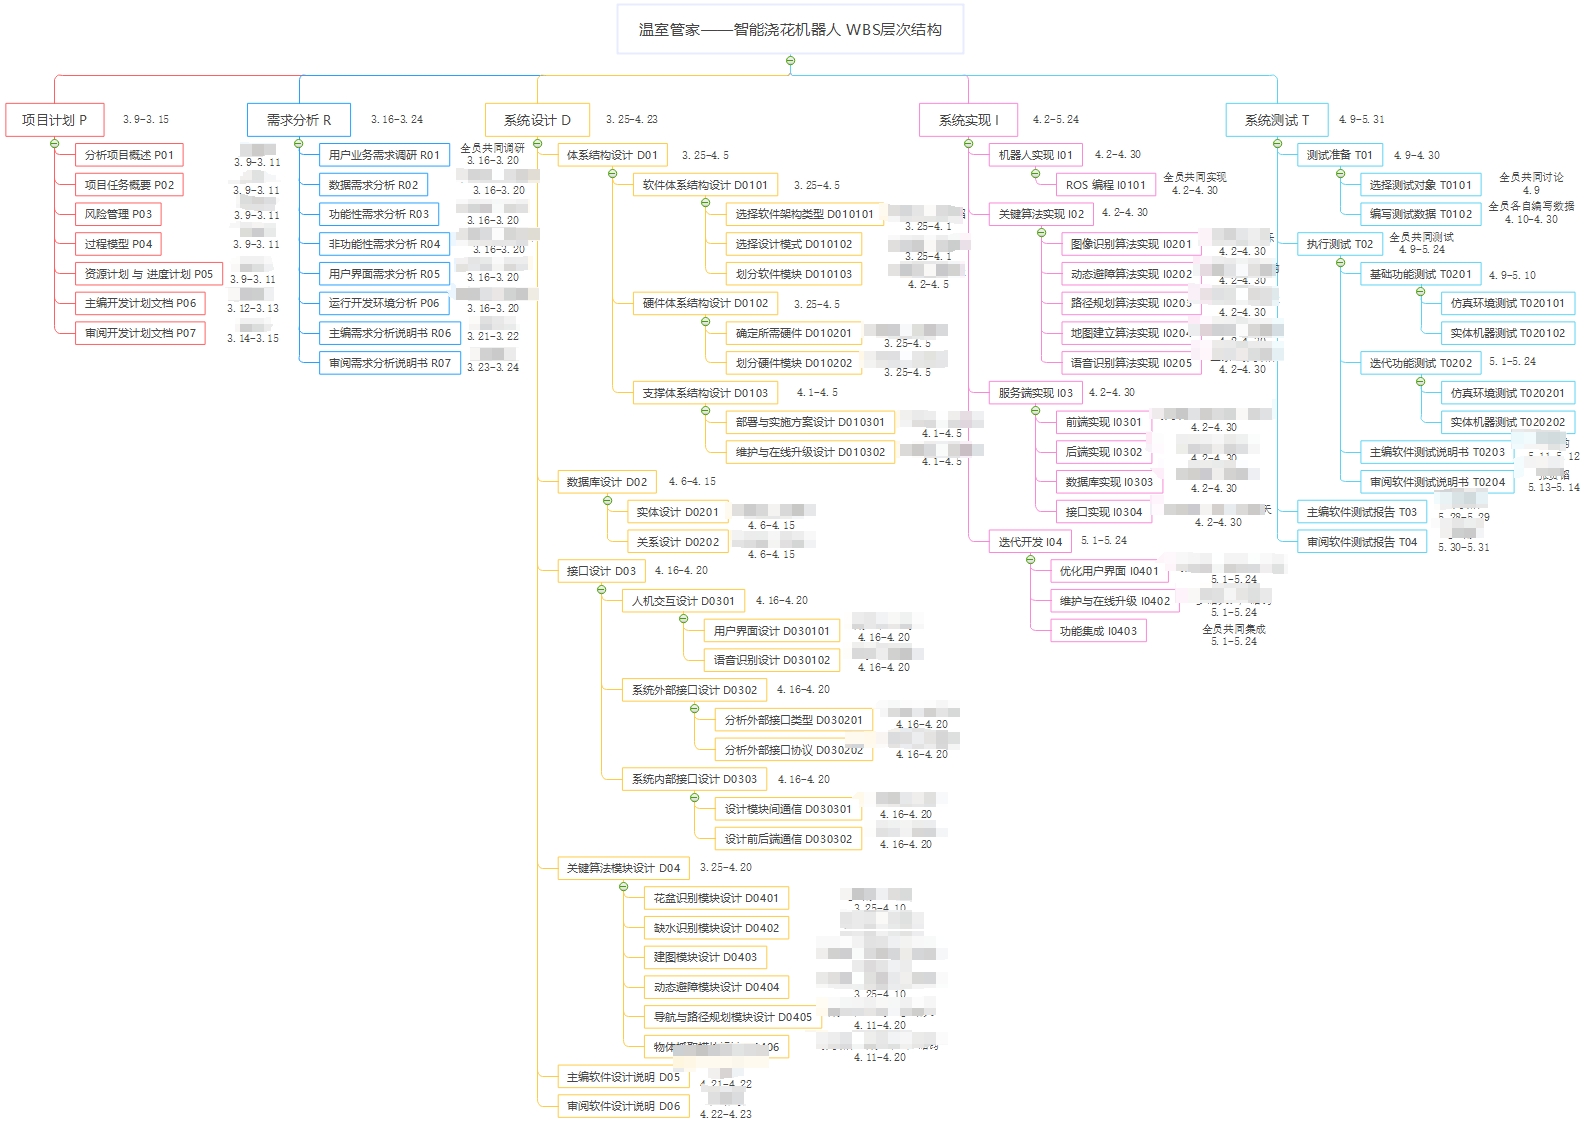 温室管家——智能浇花机器人 WBS层次结构
项目计划 P
3.9-3.15
分析项目概述 P01
3.9-3.11
项目任务概要 P02
3.9-3.11
风险管理 P03
3.9-3.11
过程模型 P04
3.9-3.11
资源计划 与 进度计划 P05
3.9-3.11
主编开发计划文档 P06
3.12-3.13
审阅开发计划文档 P07
3.14-3.15
需求分析 R
3.16-3.24
用户业务需求调研 R01
全员共同调研
3.16-3.20
数据需求分析 R02
3.16-3.20
功能性需求分析 R03
3.16-3.20
非功能性需求分析 R04
3.16-3.20
用户界面需求分析 R05
3.16-3.20
运行开发环境分析 P06
3.16-3.20
主编需求分析说明书 R06
3.21-3.22
审阅需求分析说明书 R07
3.23-3.24
系统设计 D
3.25-4.23
体系结构设计 D01
3.25-4.5
软件体系结构设计 D0101
3.25-4.5
选择软件架构类型 D010101
3.25-4.1
选择设计模式 D010102
3.25-4.1
划分软件模块 D010103
4.2-4.5
硬件体系结构设计 D0102
3.25-4.5
确定所需硬件 D010201
3.25-4.5
划分硬件模块 D010202
3.25-4.5
支撑体系结构设计 D0103
4.1-4.5
部署与实施方案设计 D010301
4.1-4.5
维护与在线升级设计 D010302
4.1-4.5
数据库设计 D02
4.6-4.15
实体设计 D0201
4.6-4.15
关系设计 D0202
4.6-4.15
接口设计 D03
4.16-4.20
人机交互设计 D0301
4.16-4.20
用户界面设计 D030101
4.16-4.20
语音识别设计 D030102
4.16-4.20
系统外部接口设计 D0302
4.16-4.20
分析外部接口类型 D030201
4.16-4.20
分析外部接口协议 D030202
4.16-4.20
系统内部接口设计 D0303
4.16-4.20
设计模块间通信 D030301
4.16-4.20
设计前后端通信 D030302
4.16-4.20
关键算法模块设计 D04
3.25-4.20
花盆识别模块设计 D0401
3.25-4.10
缺水识别模块设计 D0402
建图模块设计 D0403
动态避障模块设计 D0404
3.25-4.10
导航与路径规划模块设计 D0405
4.11-4.20
物体
4.11-4.20
主编软件设计说明 D05
4.21-4.22
审阅软件设计说明 D06
4.22-4.23
系统实现 I
4.2-5.24
机器人实现 I01
4.2-4.30
ROS 编程 I0101
全员共同实现
4.2-4.30
关键算法实现 I02
4.2-4.30
图像识别算法实现 I0201
4.2-4.30
动态避障算法实现 I0202
4.2-4.30
路径规划算法实现 I0203
4.2-4.30
地图建立算法实现 I0204
语音识别算法实现 I0205
4.2-4.30
服务端实现 I03
4.2-4.30
前端实现 I0301
4.2-4.30
后端实现 I0302
4.2-4.30
数据库实现 I0303
4.2-4.30
接口实现 I0304
4.2-4.30
迭代开发 I04
5.1-5.24
优化用户界面 I0401
5.1-5.24
维护与在线升级 I0402
5.1-5.24
功能集成 I0403
全员共同集成
5.1-5.24
系统测试 T
4.9-5.31
测试准备 T01
4.9-4.30
选择测试对象 T0101
全员共同讨论
4.9
编写测试数据 T0102
全员各自编写数据
4.10-4.30
执行测试 T02
全员共同测试
4.9-5.24
基础功能测试 T0201
4.9-5.10
仿真环境测试 T020101
实体机器测试 T020102
迭代功能测试 T0202
5.1-5.24
仿真环境测试 T020201
实体机器测试 T020202
主编软件测试说明书 T0203
5.11-5.12
审阅软件测试说明书 T0204
5.13-5.14
主编软件测试报告 T03
5.28-5.29
审阅软件测试报告 T04
5.30-5.31